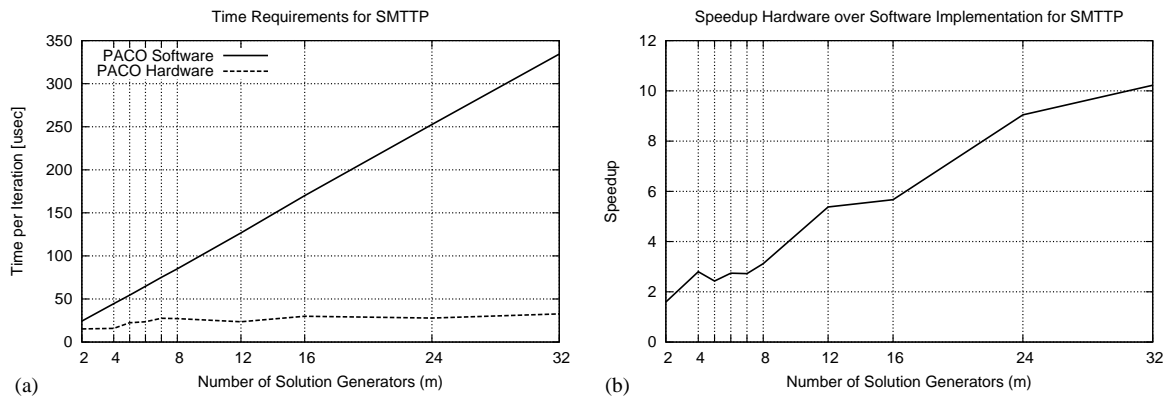 Time Requirements for SMTTP
350
300
250
200
150
100
50
0
Time per Iteration [usec]
PACO Software
PACO Hardware
2 4 8 12 16 24 32
Number of Solution Generators (m)
(a)
Speedup Hardware over Software Implementation for SMTTP
12
10
8
6
4
2
0
Speedup
2 4 6 8 12 16 24 32
Number of Solution Generators (m)
(b)